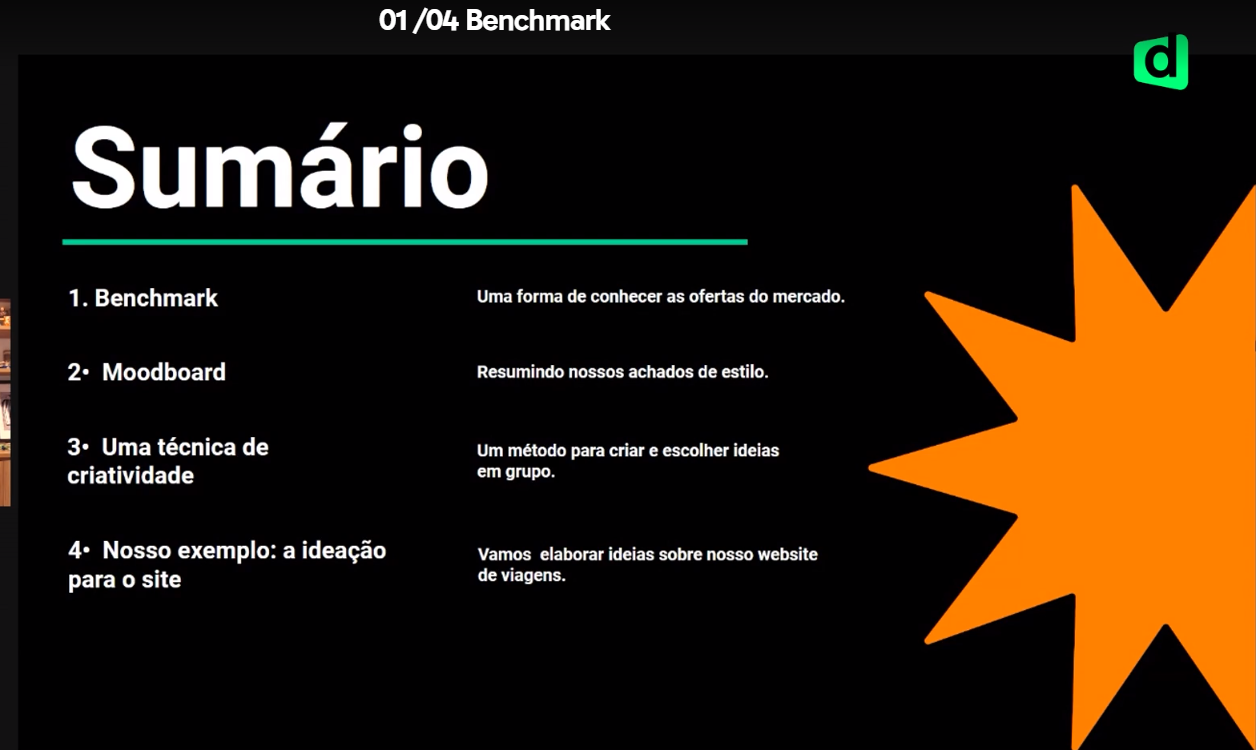 01 /04 Benchmark
d
Sumário
1. Benchmark
Uma forma de conhecer as ofertas do mercado.
2• Moodboard
Resumindo nossos achados de estilo.
3• Uma técnica de
criatividade
Um método para criar e escolher ideias
em grupo.
4• Nosso exemplo: a ideação
para o site
Vamos elaborar ideias sobre nosso website
de viagens.